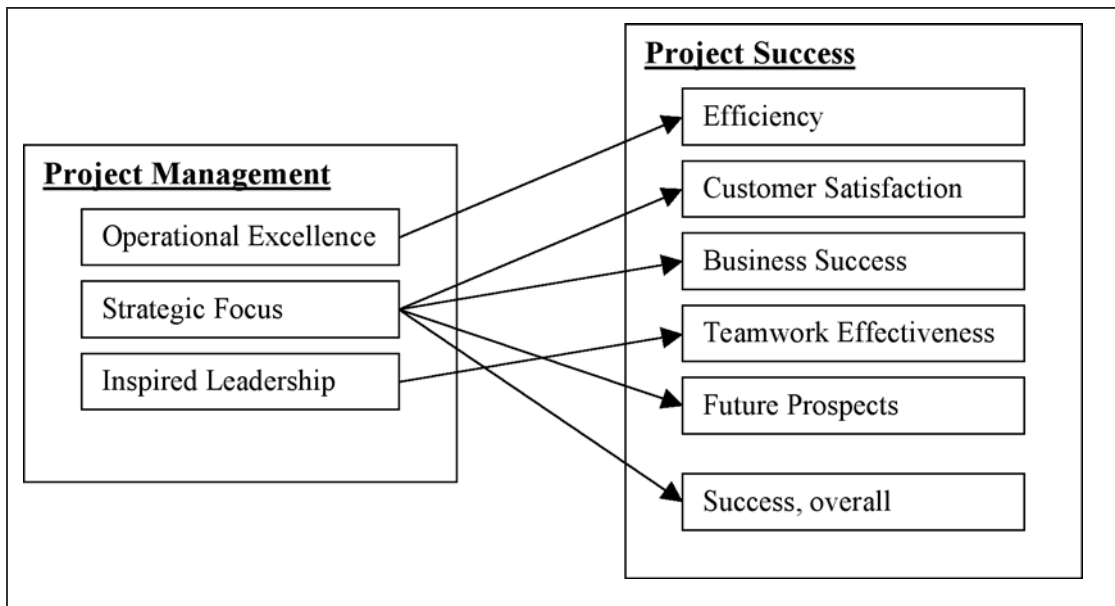 Project Management
Operational Excellence
Strategic Focus
Inspired Leadership
Project Success
Efficiency
Customer Satisfaction
Business Success
Teamwork Effectiveness
Future Prospects
Success, overall